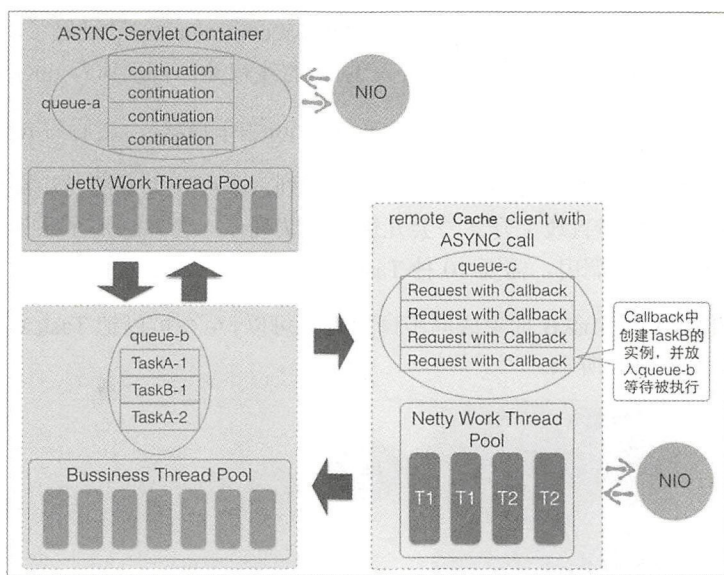 ASYNC-Servlet Container
continuation
continuation
continuation
continuation
queue-a
NIO
Jetty Work Thread Pool
remote Cache client with
ASYNC call
queue-c
Request with Callback
Request with Callback
Request with Callback
Request with Callback
Callback中
创建TaskB的
实例，并放
入queue-b
等待被执行
queue-b
TaskA-1
TaskB-1
TaskA-2
Bussiness Thread Pool
Netty Work Thread
Pool
T1
T1
T2
T2
NIO